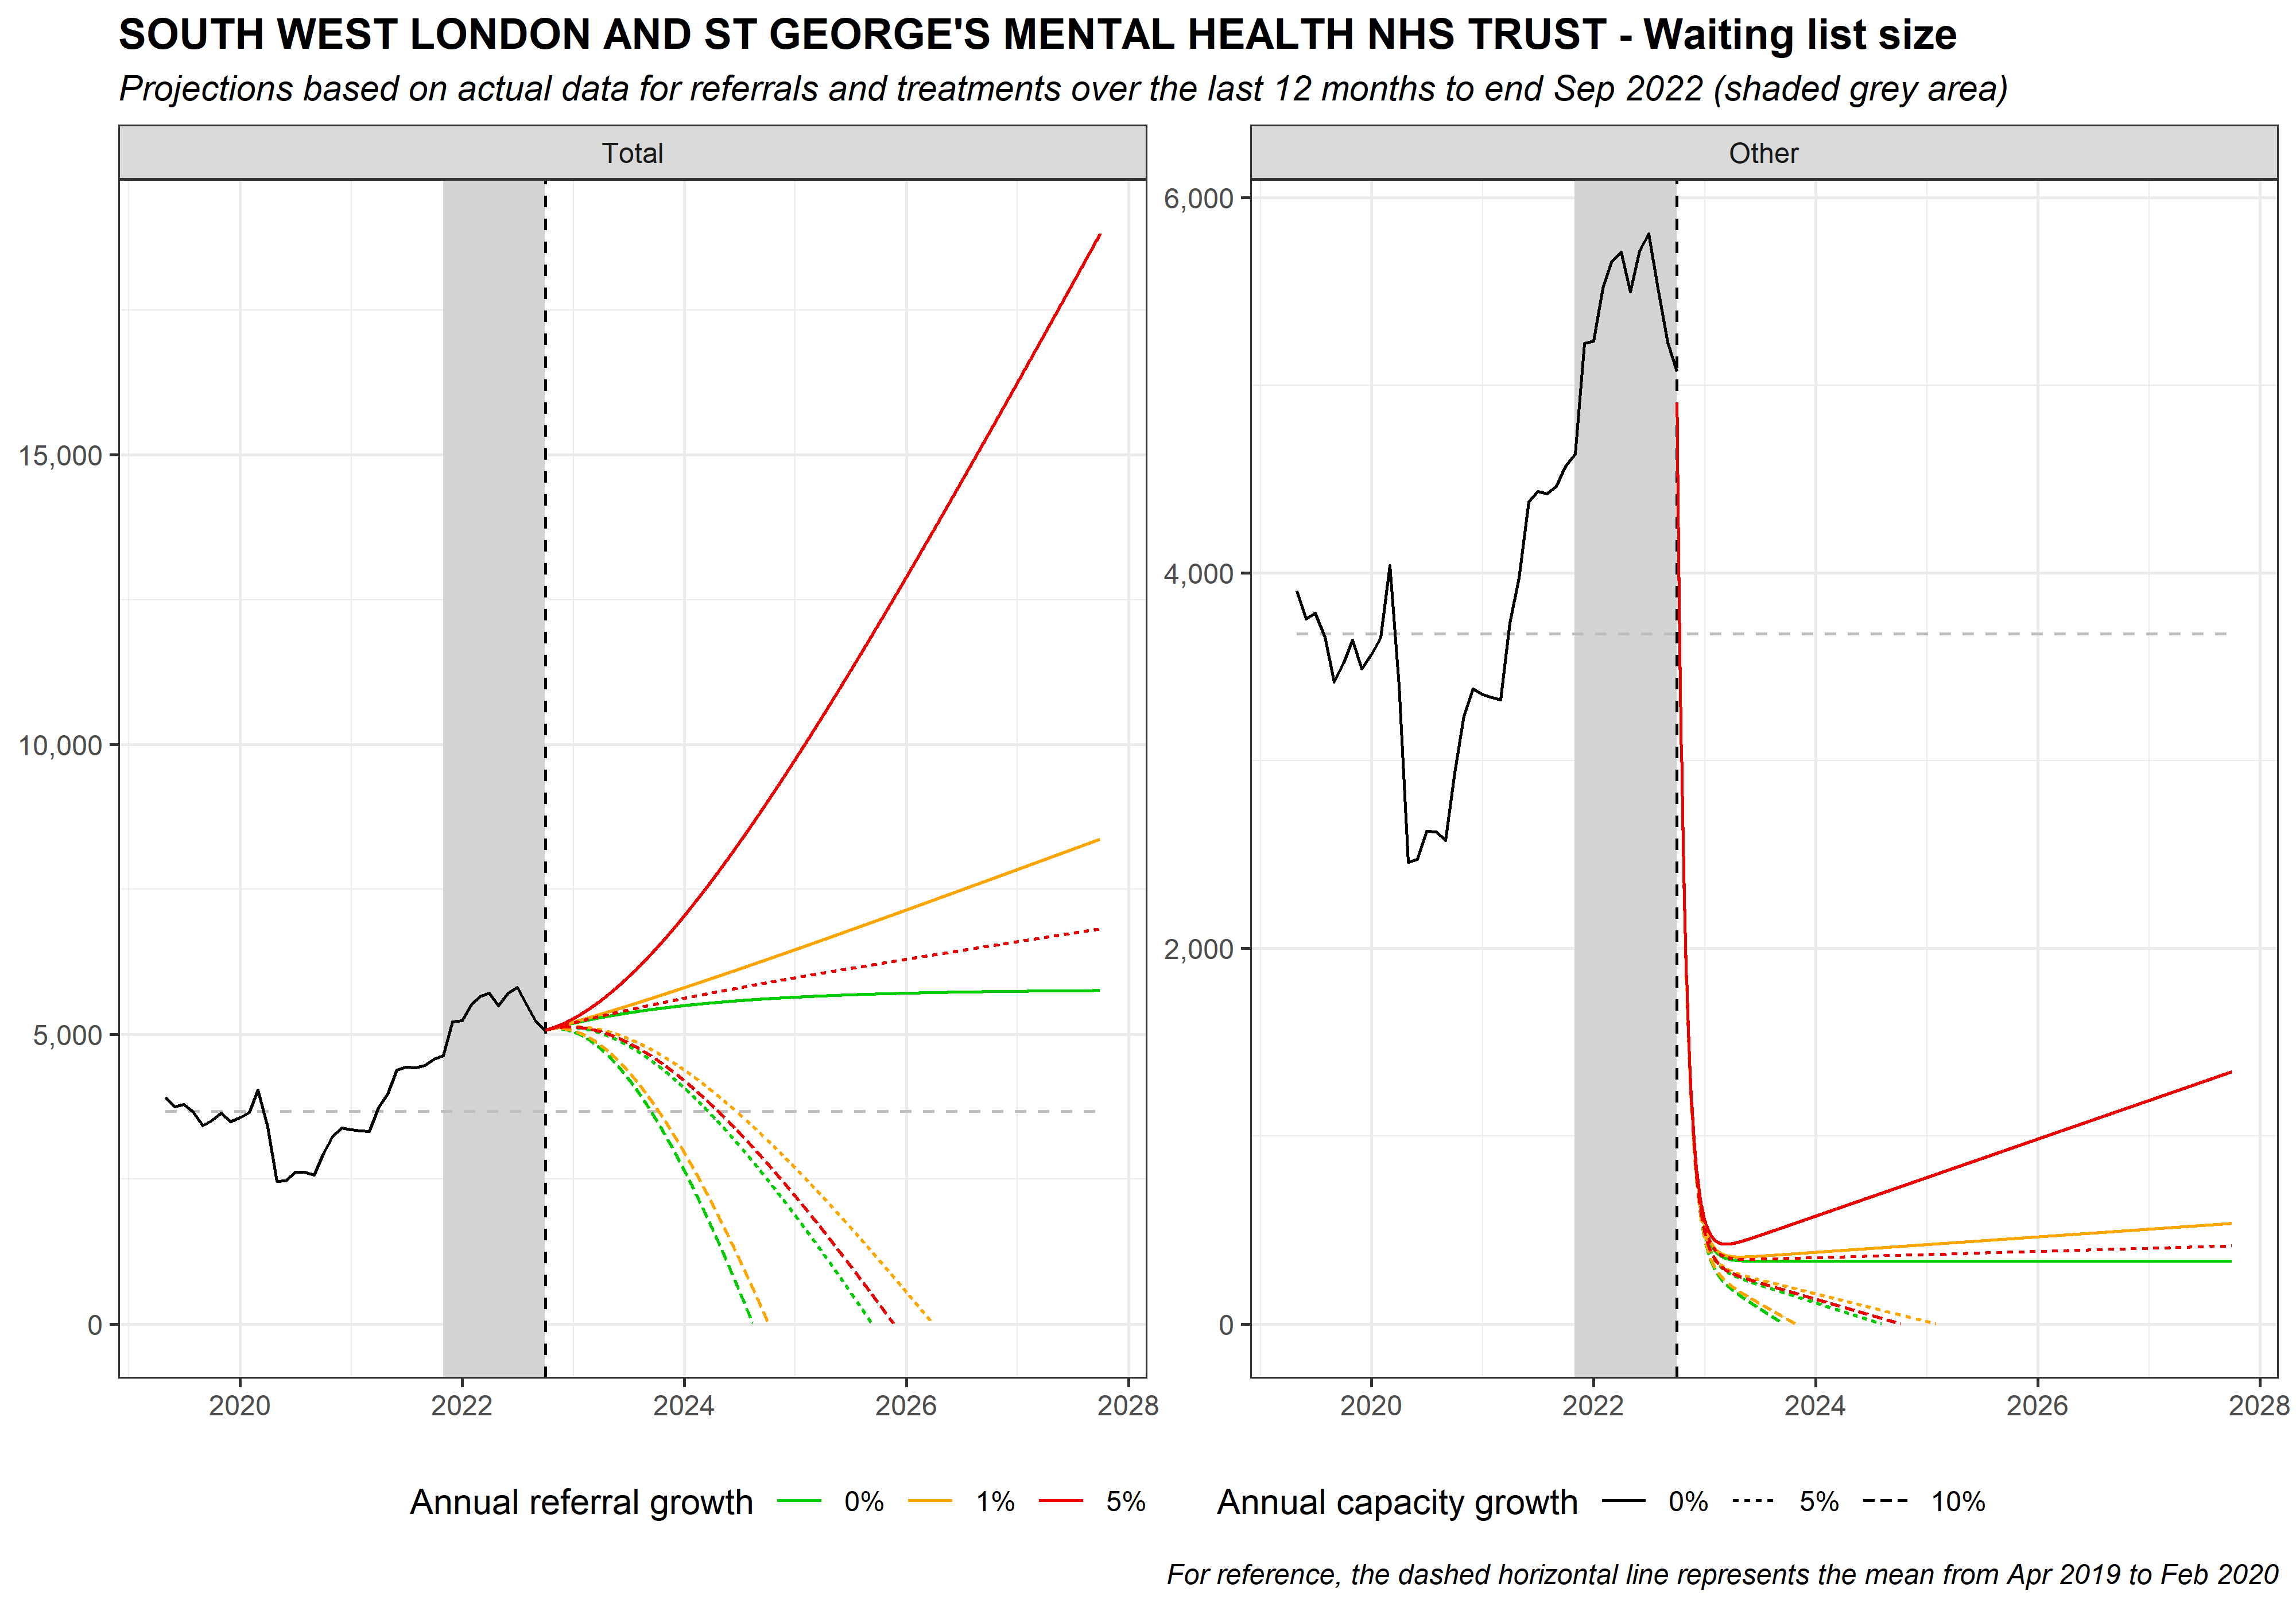 SOUTH WEST LONDON AND ST GEORGE'S MENTAL HEALTH NHS TRUST - Waiting list size
Projections based on actual data for referrals and treatments over the last 12 months to end Sep 2022 (shaded grey area)
Total
15,000
10,000
5,000
0
2020 2022 2024 2026 2028
Other
6,000
4,000
2,000
0
2020 2022 2024 2026 2028
Annual referral growth 0% 1% 5%
Annual capacity growth 0% 5% 10%
For reference, the dashed horizontal line represents the mean from Apr 2019 to Feb 2020